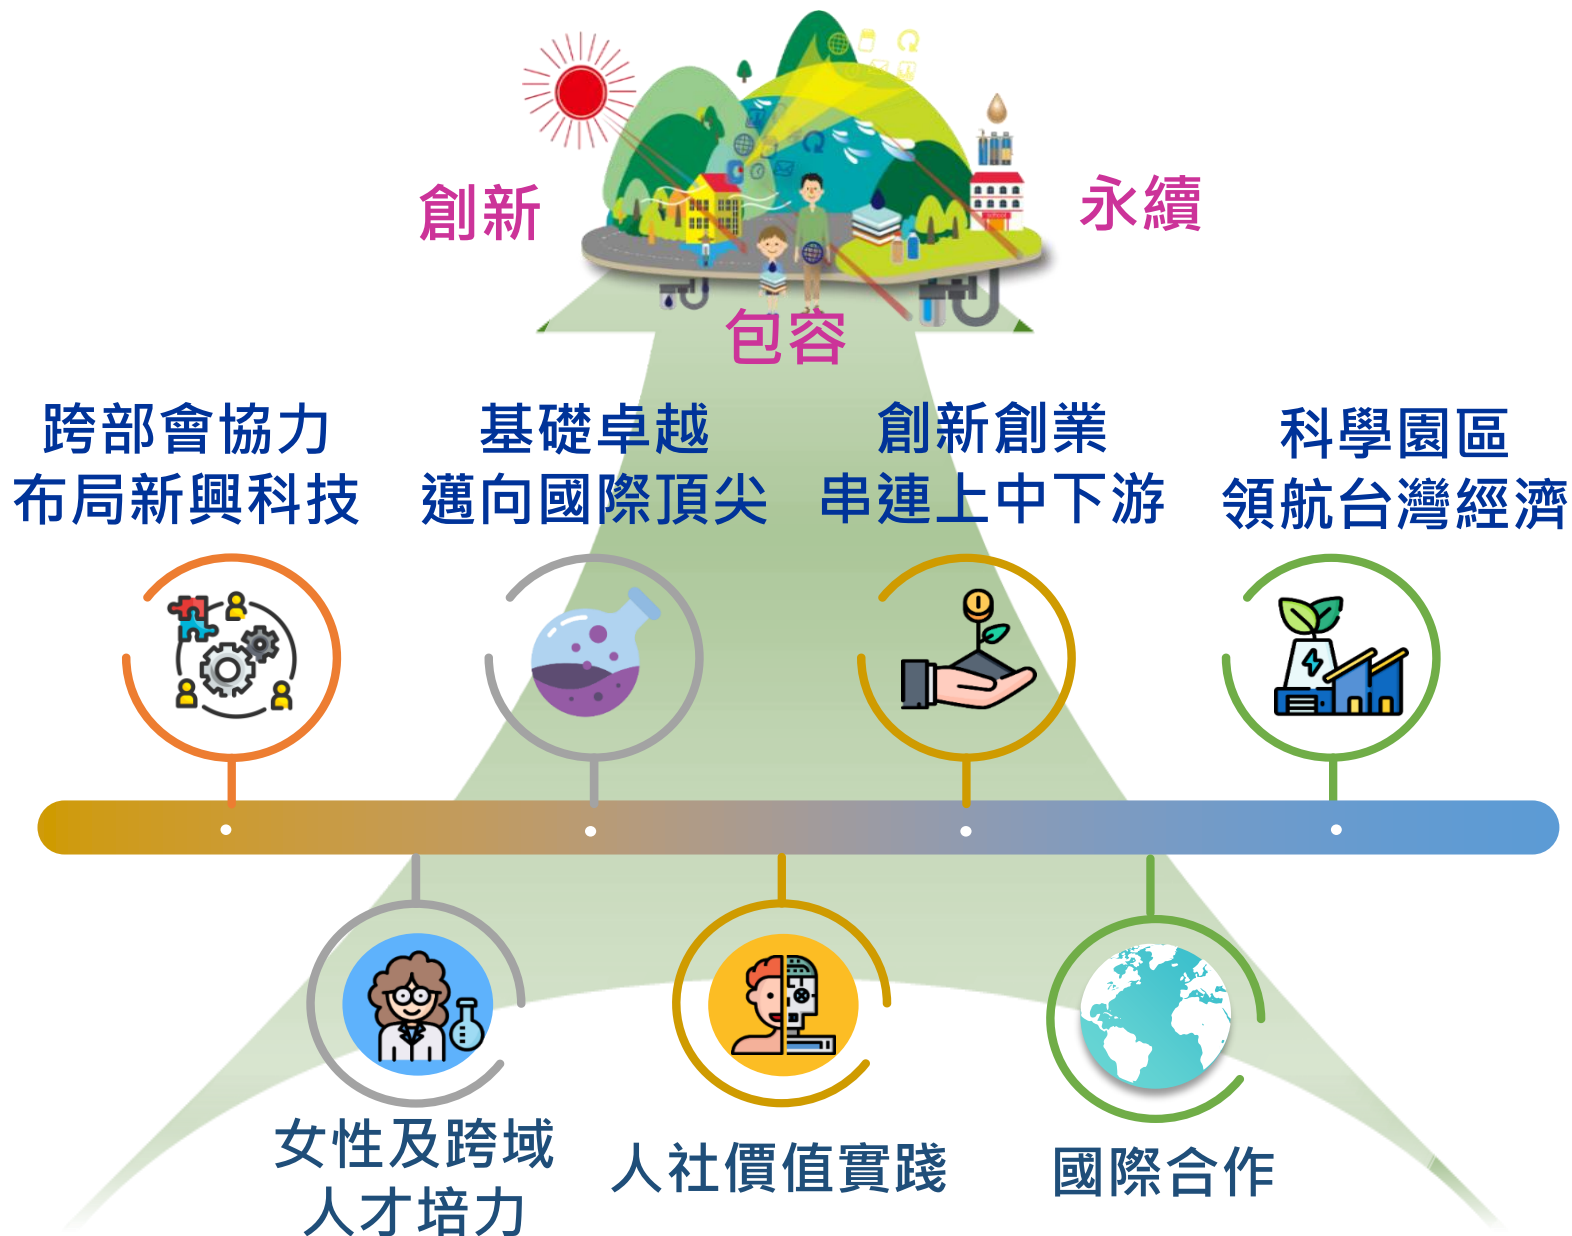 創新
永續
包容
跨部會協力
布局新興科技
基礎卓越
邁向國際頂尖
創新創業
串連上中下游
科學園區
領航台灣經濟
女性及跨域
人才培力
人社價值實踐
國際合作